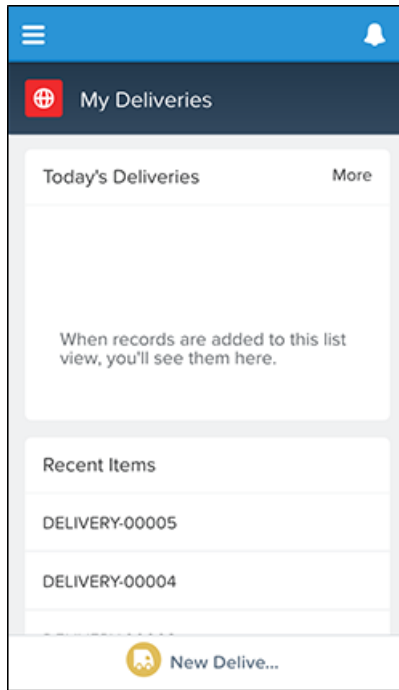 My Deliveries
Today's Deliveries More
When records are added to this list
view, you'll see them here.
Recent Items
DELIVERY-00005
DELIVERY-00004
New Delive...